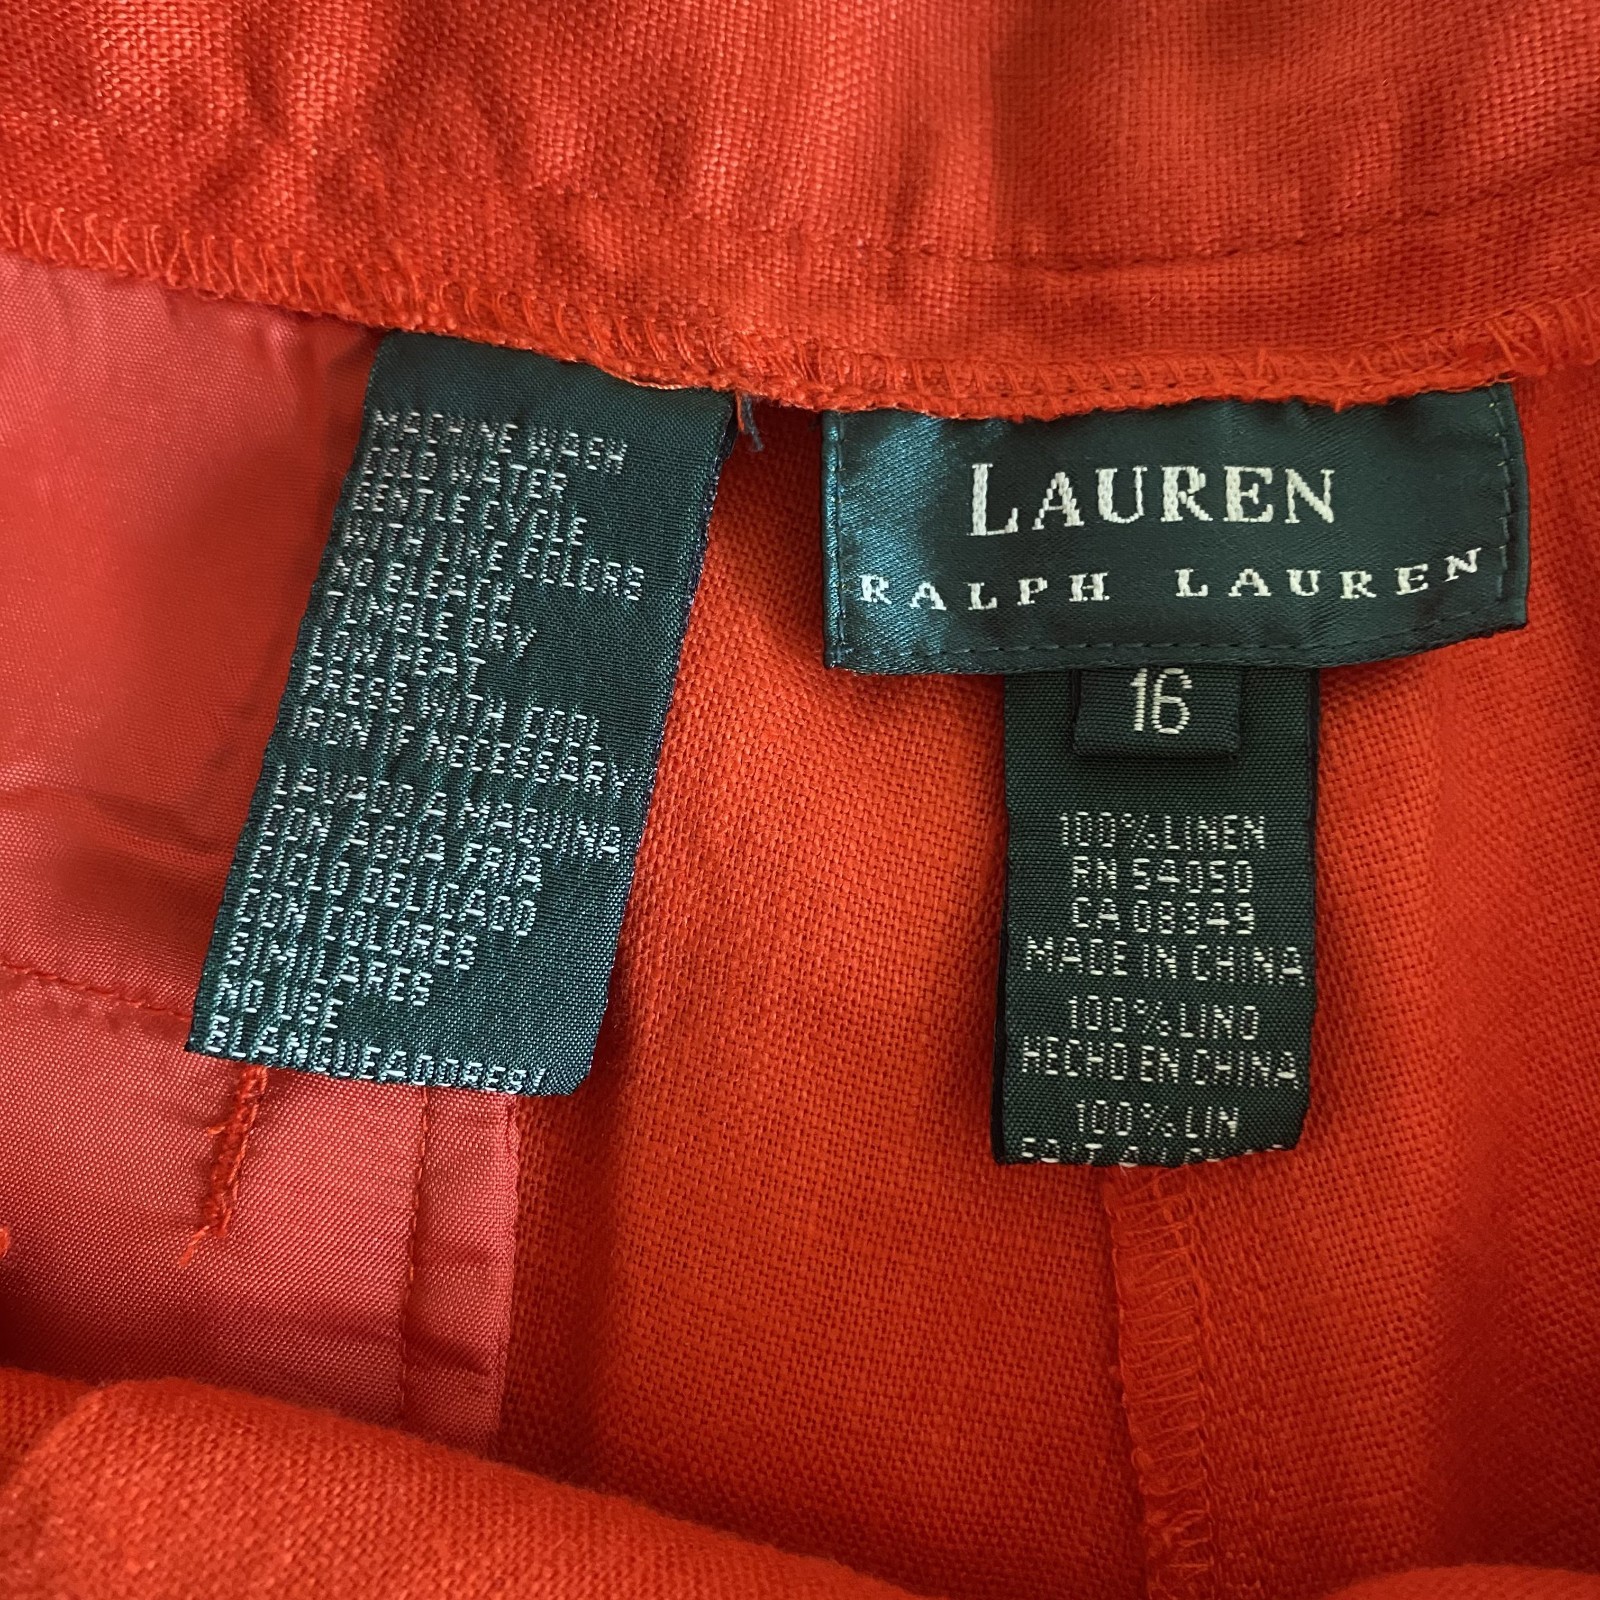 MACHINE WASH
COLD WATER
GENTLE CYCLE
WITH LIKE COLORS
NO BLEACH
TUMBLE DRY
LOW HEAT
PRESS WITH COOL
IRON IF NECESSARY
LAVADO A MAQUINA
CON AGUA FRIA
CICLO DELICADO
CON COLORES
SIMILARES
NO USE
BLANQUEADORES/
LAUREN
RALPH LAUREN
16
100% LINEN
RN 54050
CA 08349
MADE IN CHINA
100% LINO
HECHO EN CHINA
100% LIN